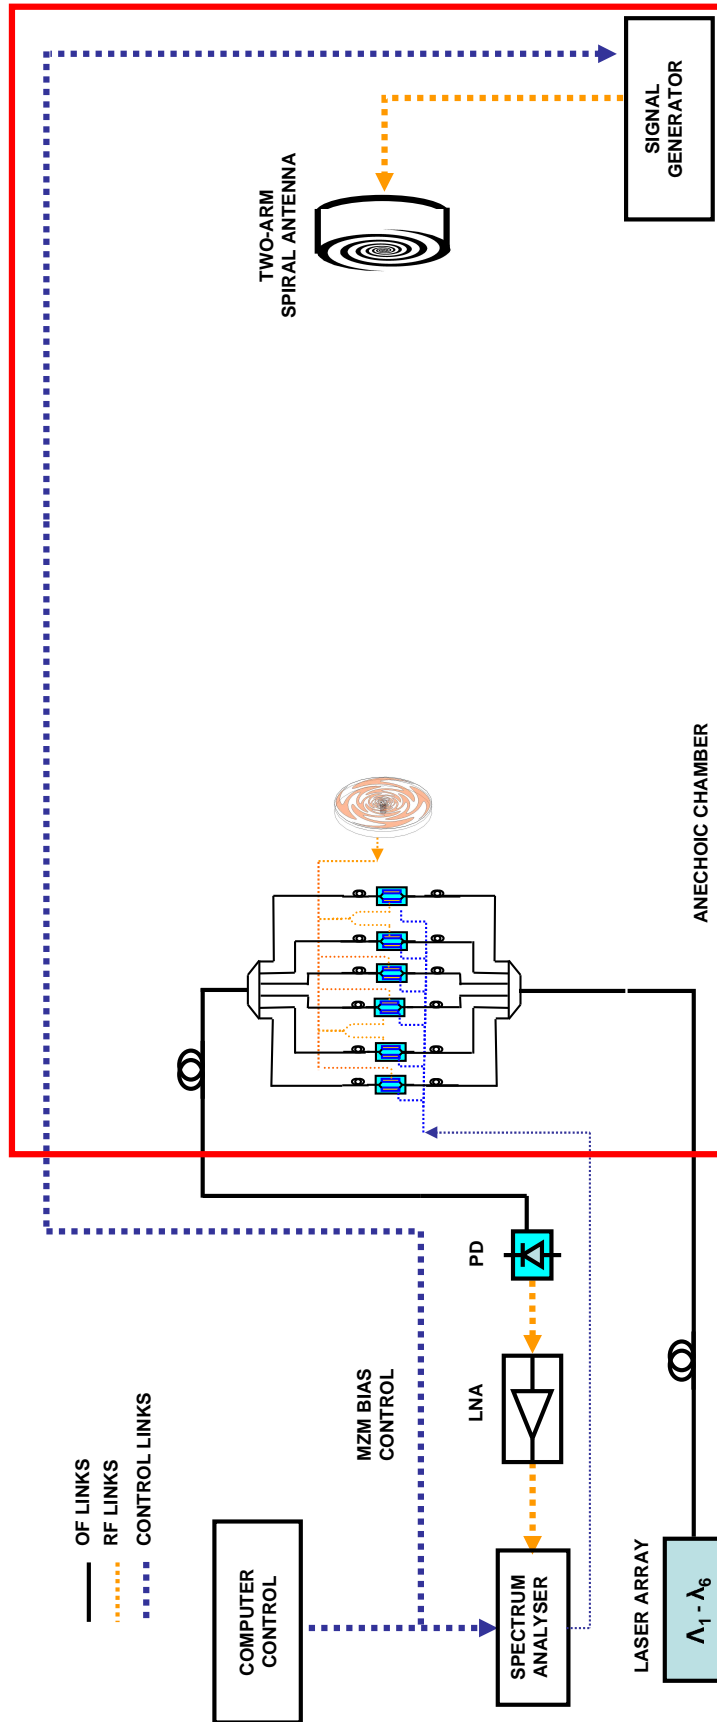 OF LINKS
RF LINKS
CONTROL LINKS
COMPUTER
CONTROL
MZM BIAS
CONTROL
SPECTRUM
ANALYSER
LNA
PD
LASER ARRAY
Λ1 - λ6
ANECHOIC CHAMBER
TWO-ARM
SPIRAL ANTENNA
SIGNAL
GENERATOR